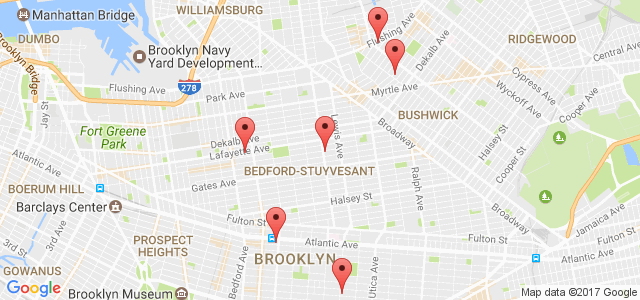 WILLIAMSBURG
Manhattan Bridge
DUMBO
Brooklyn Navy
Yard Development...
Flushing Ave
RIDGEWOOD
Dekalb Ave
Central Ave
Cypress Ave
Wyckoff Ave
Cooper Ave
Brooklyn Bridge
278
Flushing Ave
Park Ave
Myrtle Ave
BUSHWICK
Jay St
Fort Greene
Park
Lewis Ave
Broadway
Halsey St
Cooper St
Dekalb Ave
Lafayette Ave
Atlantic Ave
BEDFORD-STUYVESANT
BOERUM HILL
Gates Ave
Ralph Ave
Halsey St
Barclays Center
Broadway
Jamaica Ave
Fulton St
Fulton St
Fulton St
3rd St
PROSPECT
HEIGHTS
Atlantic Ave
Bedford Ave
BROOKLYN
Utica Ave
GOWANUS
3rd St
Google
Brooklyn Museum
Map data ©2017 Google